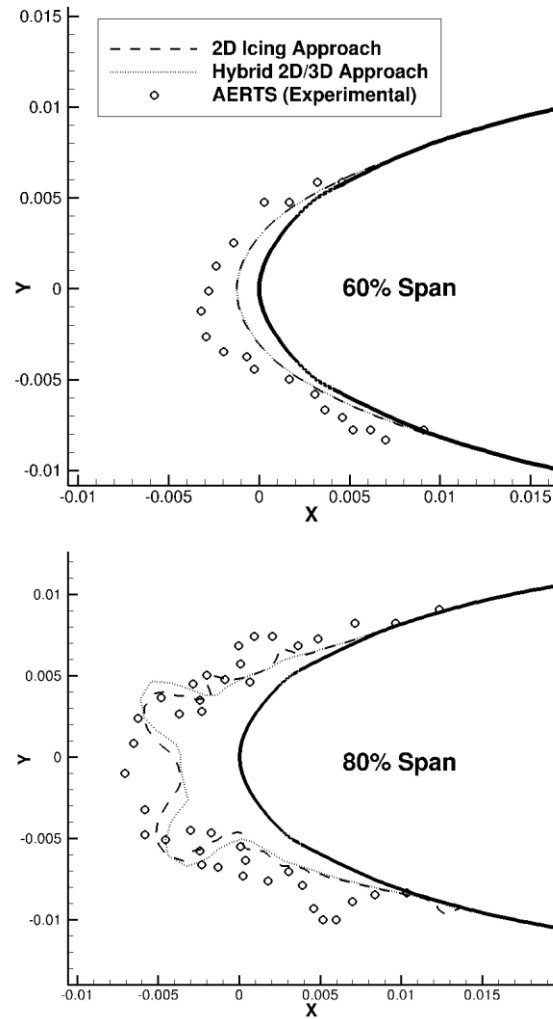 0.015
0.01
0.005
0
-0.005
-0.01
Y
2D Icing Approach
Hybrid 2D/3D Approach
AERTS (Experimental)
60% Span
-0.01 -0.005 0 0.005 0.01 0.015
X
0.01
0.005
0
-0.005
-0.01
Y
80% Span
-0.01 -0.005 0 0.005 0.01 0.015
X